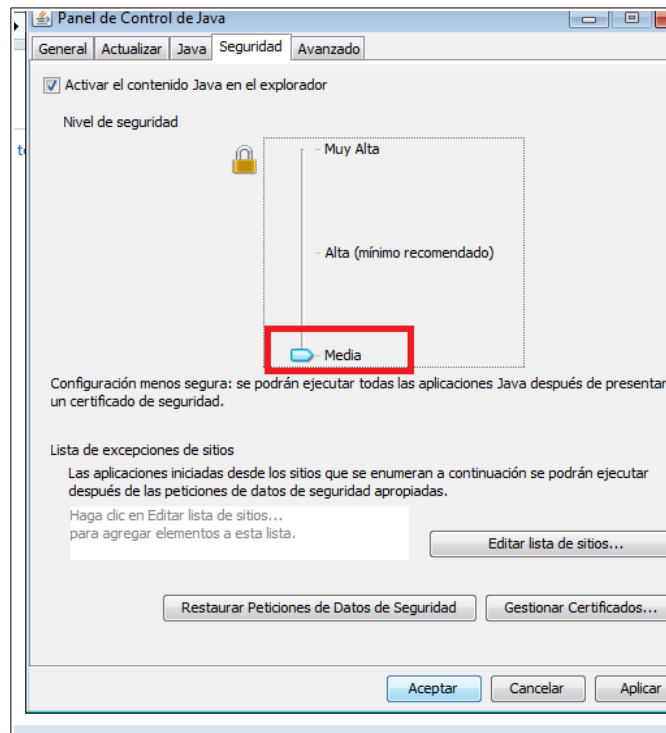 Panel de Control de Java
General Actualizar Java Seguridad Avanzado
Activar el contenido Java en el explorador
Nivel de seguridad
Muy Alta
Alta (mínimo recomendado)
Media
Configuración menos segura: se podrán ejecutar todas las aplicaciones Java después de presentar
un certificado de seguridad.
Lista de excepciones de sitios
Las aplicaciones iniciadas desde los sitios que se enumeran a continuación se podrán ejecutar
después de las peticiones de datos de seguridad apropiadas.
Haga clic en Editar lista de sitios...
para agregar elementos a esta lista.
Editar lista de sitios...
Restaurar Peticiones de Datos de Seguridad Gestionar Certificados...
Aceptar Cancelar Aplicar